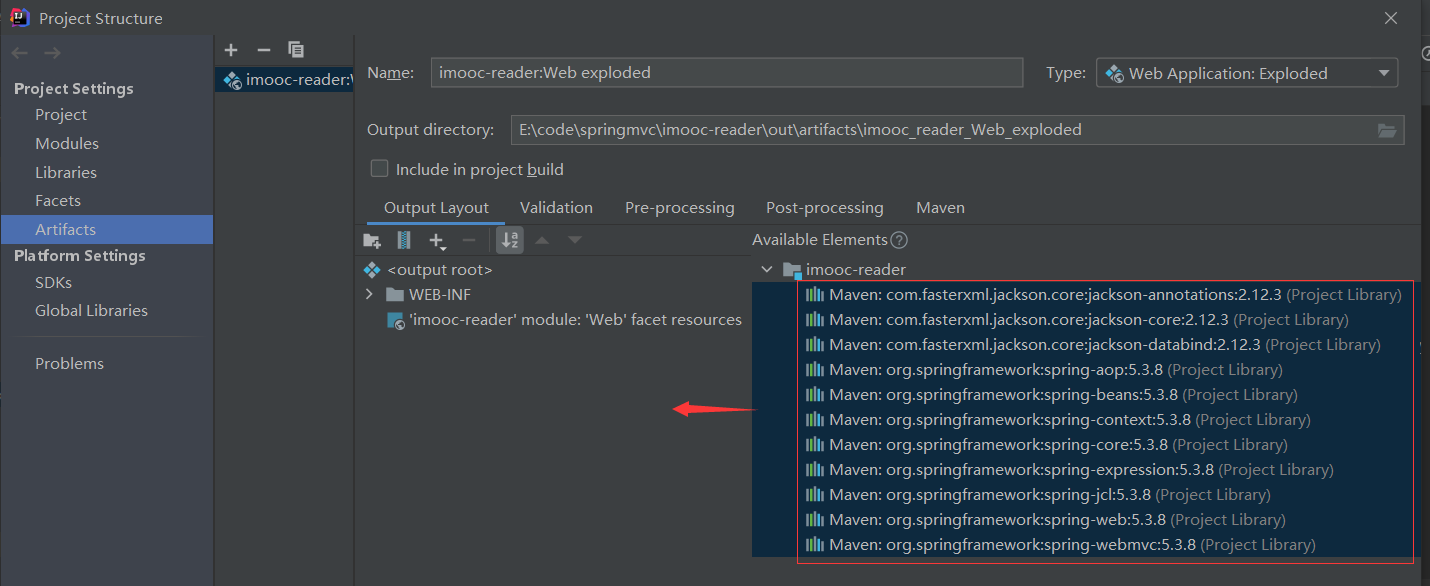 Project Structure
Project Settings
Project
Modules
Libraries
Facets
Artifacts
Platform Settings
SDKs
Global Libraries
Problems
imooc-reader:
Name: imooc-reader:Web exploded Type: Web Application: Exploded
Output directory: E:\code\springmvc\imooc-reader\out\artifacts\imooc_reader_Web_exploded
Include in project build
Output Layout Validation Pre-processing Post-processing Maven
Available Elements
<output root>
WEB-INF
'imooc-reader' module: 'Web' facet resources
imooc-reader
Maven: com.fasterxml.jackson.core:jackson-annotations:2.12.3 (Project Library)
Maven: com.fasterxml.jackson.core:jackson-core:2.12.3 (Project Library)
Maven: com.fasterxml.jackson.core:jackson-databind:2.12.3 (Project Library)
Maven: org.springframework:spring-aop:5.3.8 (Project Library)
Maven: org.springframework:spring-beans:5.3.8 (Project Library)
Maven: org.springframework:spring-context:5.3.8 (Project Library)
Maven: org.springframework:spring-core:5.3.8 (Project Library)
Maven: org.springframework:spring-expression:5.3.8 (Project Library)
Maven: org.springframework:spring-jcl:5.3.8 (Project Library)
Maven: org.springframework:spring-web:5.3.8 (Project Library)
Maven: org.springframework:spring-webmvc:5.3.8 (Project Library)